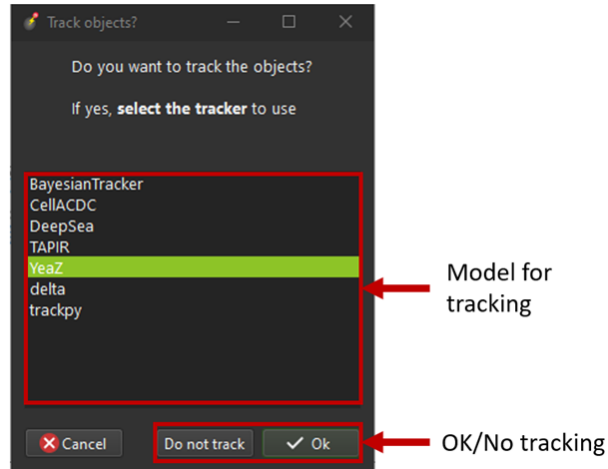 Track objects?
Do you want to track the objects?
If yes, select the tracker to use
BayesianTracker
CellACDC
DeepSea
TAPIR
YeaZ
delta
trackpy
Model for
tracking
Cancel
Do not track
Ok
OK/No tracking